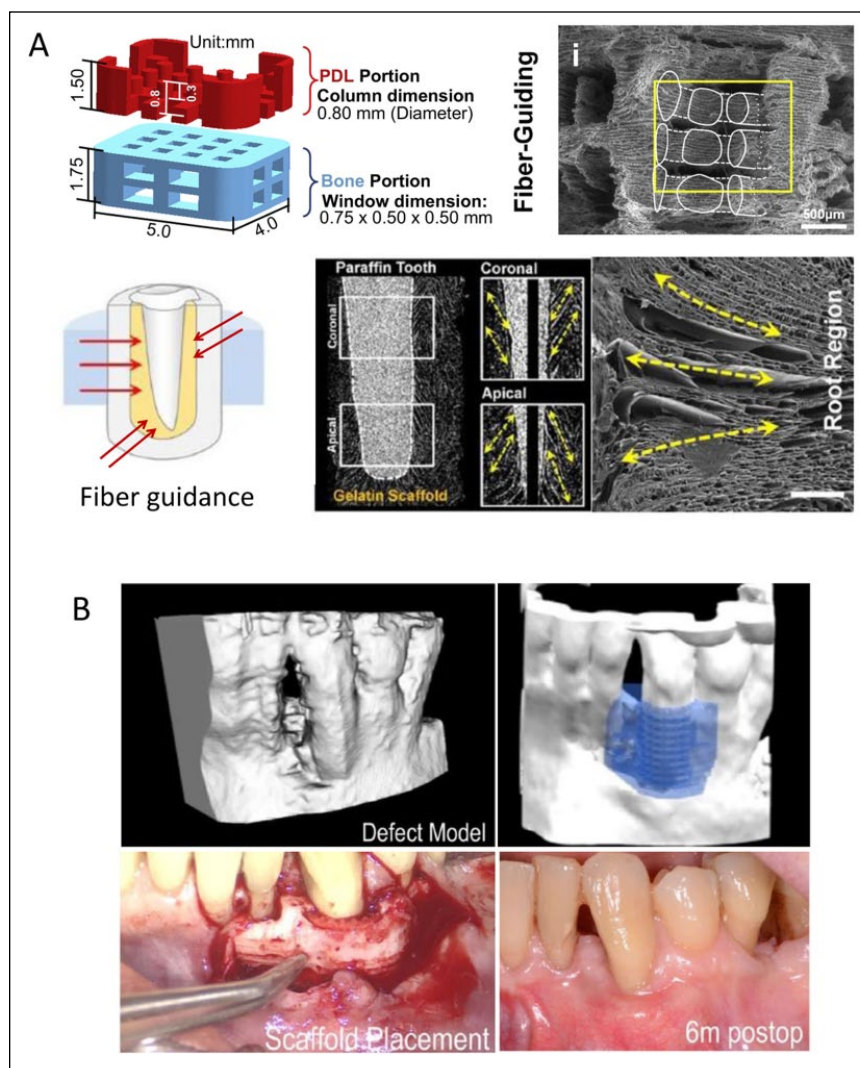 A
Unit:mm
1.50
0.8
0.3
PDL Portion
Column dimension
0.80 mm (Diameter)
1.75
5.0
4.0
Bone Portion
Window dimension:
0.75 x 0.50 x 0.50 mm
Fiber-Guiding
i
500µm
Fiber guidance
Paraffin Tooth
Coronal
Apical
Gelatin Scaffold
Coronal
Apical
Root Region
B
Defect Model
Scaffold Placement
6m postop